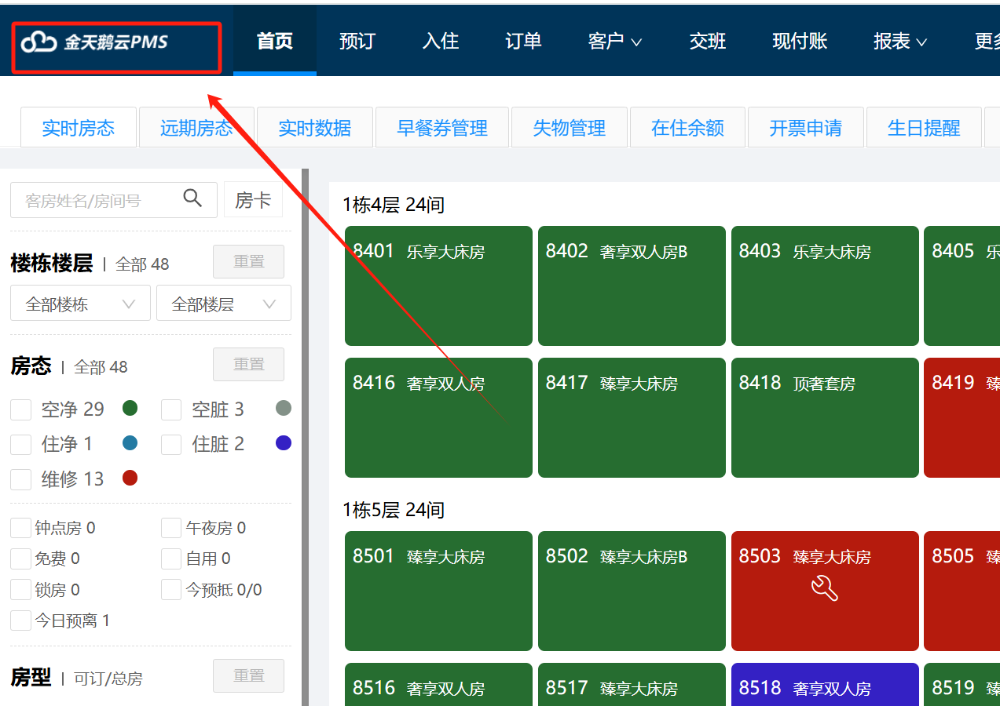 金天鹅云PMS 首页 预订 入住 订单 客户 交班 现付账 报表
实时房态 远期房态 实时数据 早餐券管理 失物管理 在住余额 开票申请 生日提醒
客房姓名/房间号 房卡
1栋4层 24间
8401 乐享大床房 8402 奢享双人房B 8403 乐享大床房 8405
楼栋楼层 | 全部 48 重置
全部楼栋 全部楼层
房态 | 全部 48 重置
8416 奢享双人房 8417 臻享大床房 8418 顶奢套房 8419
空净 29 空脏 3
住净 1 住脏 2
维修 13
1栋5层 24间
钟点房 0 午夜房 0
免费 0 自用 0
8501 臻享大床房 8502 臻享大床房B 8503 臻享大床房 8505
锁房 0 今预抵 0/0
今日预离 1
房型 | 可订/总房 重置
8516 奢享双人房 8517 臻享大床房 8518 奢享双人房 8519